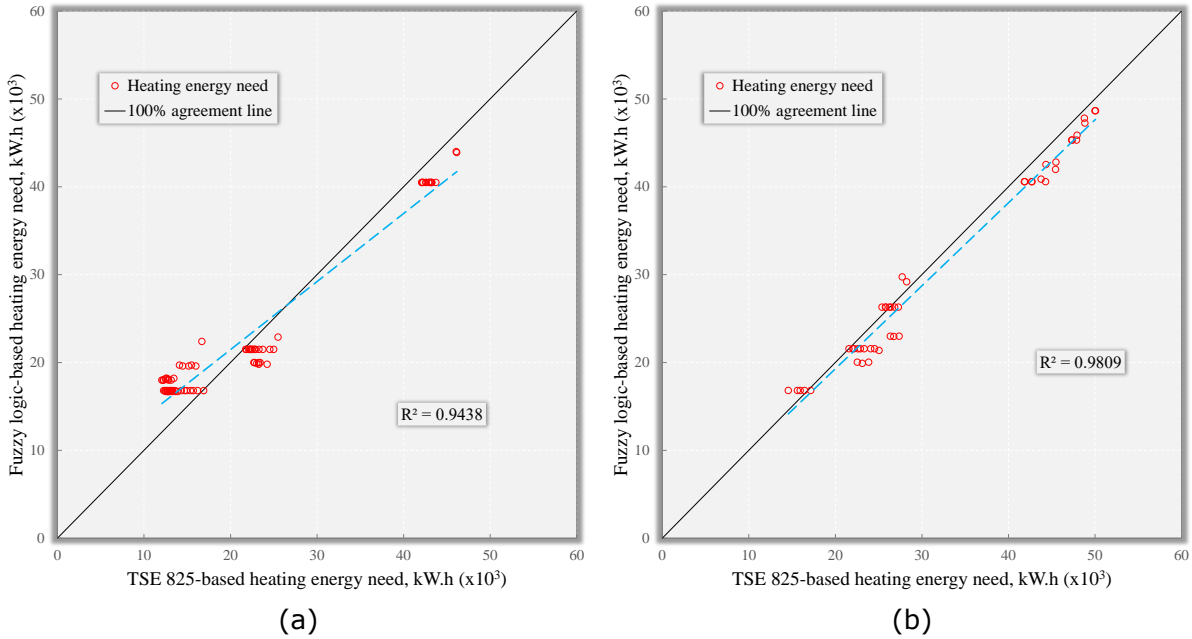 60
50
40
30
20
10
0
0
10
20
30
40
50
60
Fuzzy logic-based heating energy need, kW.h (x10³)
Heating energy need
100% agreement line
R² = 0.9438
TSE 825-based heating energy need, kW.h (x10³)
(a)
60
50
40
30
20
10
0
0
10
20
30
40
50
60
Fuzzy logic-based heating energy need, kW.h (x10³)
Heating energy need
100% agreement line
R² = 0.9809
TSE 825-based heating energy need, kW.h (x10³)
(b)